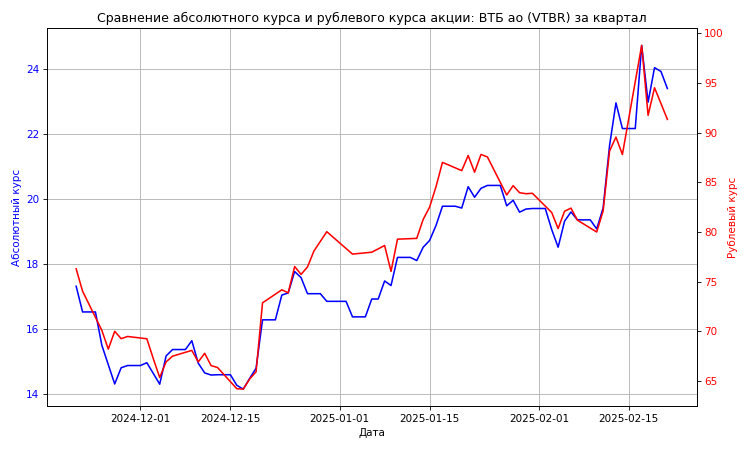 Сравнение абсолютного курса и рублевого курса акции: ВТБ ао (VTBR) за квартал
Абсолютный курс
24
22
20
18
16
14
100
95
90
85
80
75
70
65
Рублевый курс
2024-12-01 2024-12-15 2025-01-01 2025-01-15 2025-02-01 2025-02-15
Дата